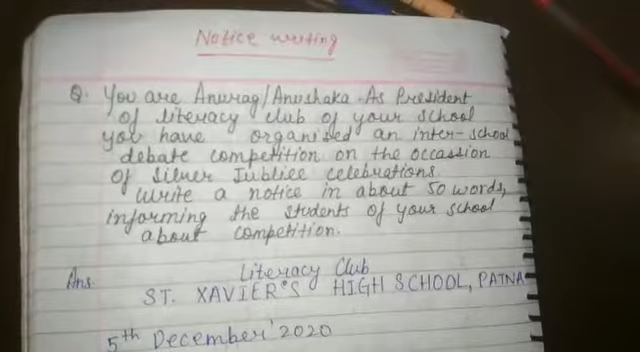 Notice writing
Q. You are Anurag/Anushaka. As President
of literacy club of your school
you have organised an inter-school
debate competition on the occassion
of Silver Jubliee celebrations.
Write a notice in about 50 words,
informing the students of your school
about competition.
Ans. Literacy Club
ST. XAVIER'S HIGH SCHOOL, PATNA
5th December' 2020